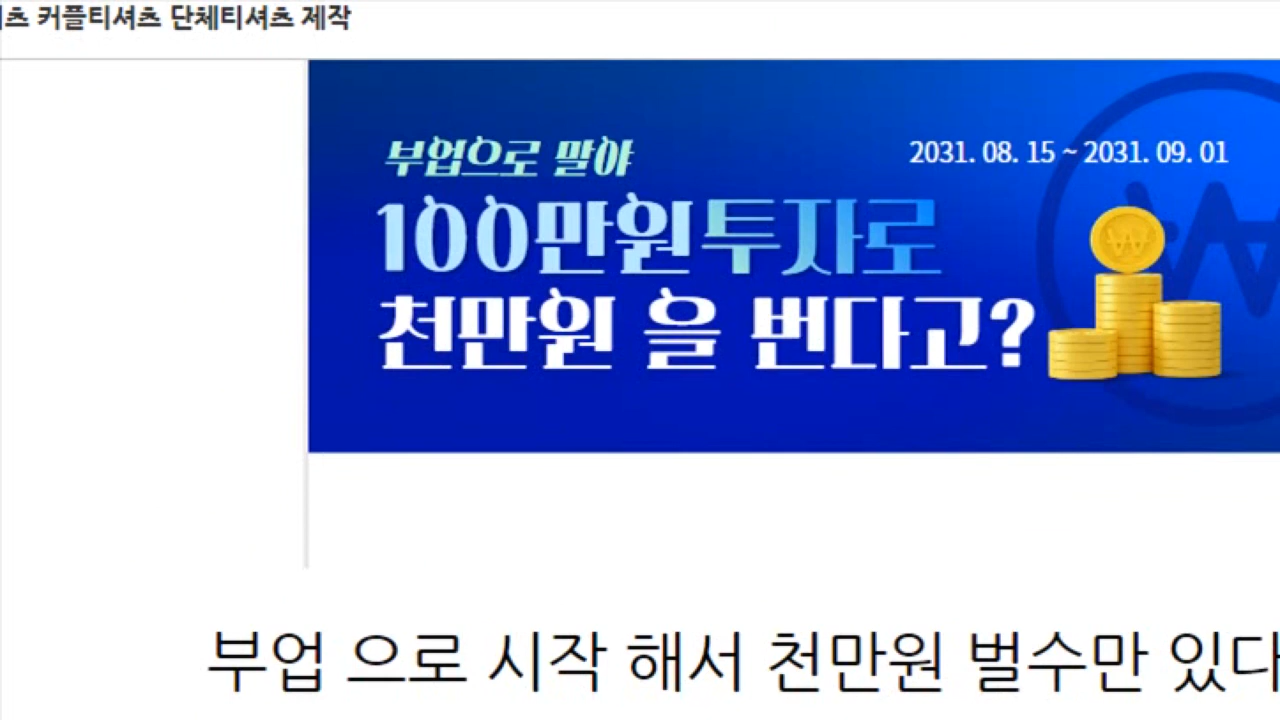 츠 커플티셔츠 단체티셔츠 제작
부업으로 말야
2031. 08. 15 ~ 2031. 09. 01
100만원투자로
천만원 을 번다고?
부업 으로 시작 해서 천만원 벌수만 있다